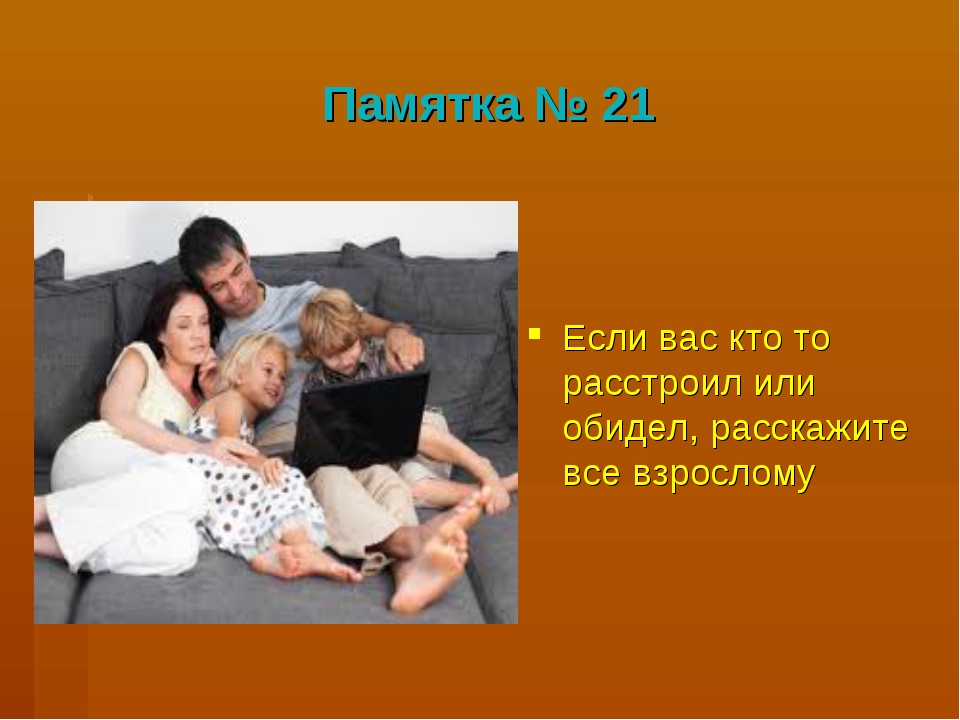 Памятка № 21
Если вас кто то
расстроил или
обидел, расскажите
все взрослому